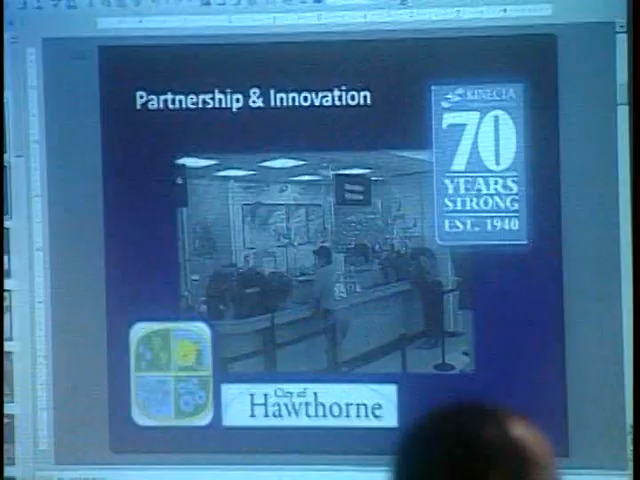 Partnership & Innovation
KINECTA
70
YEARS
STRONG
EST. 1940
City of
Hawthorne